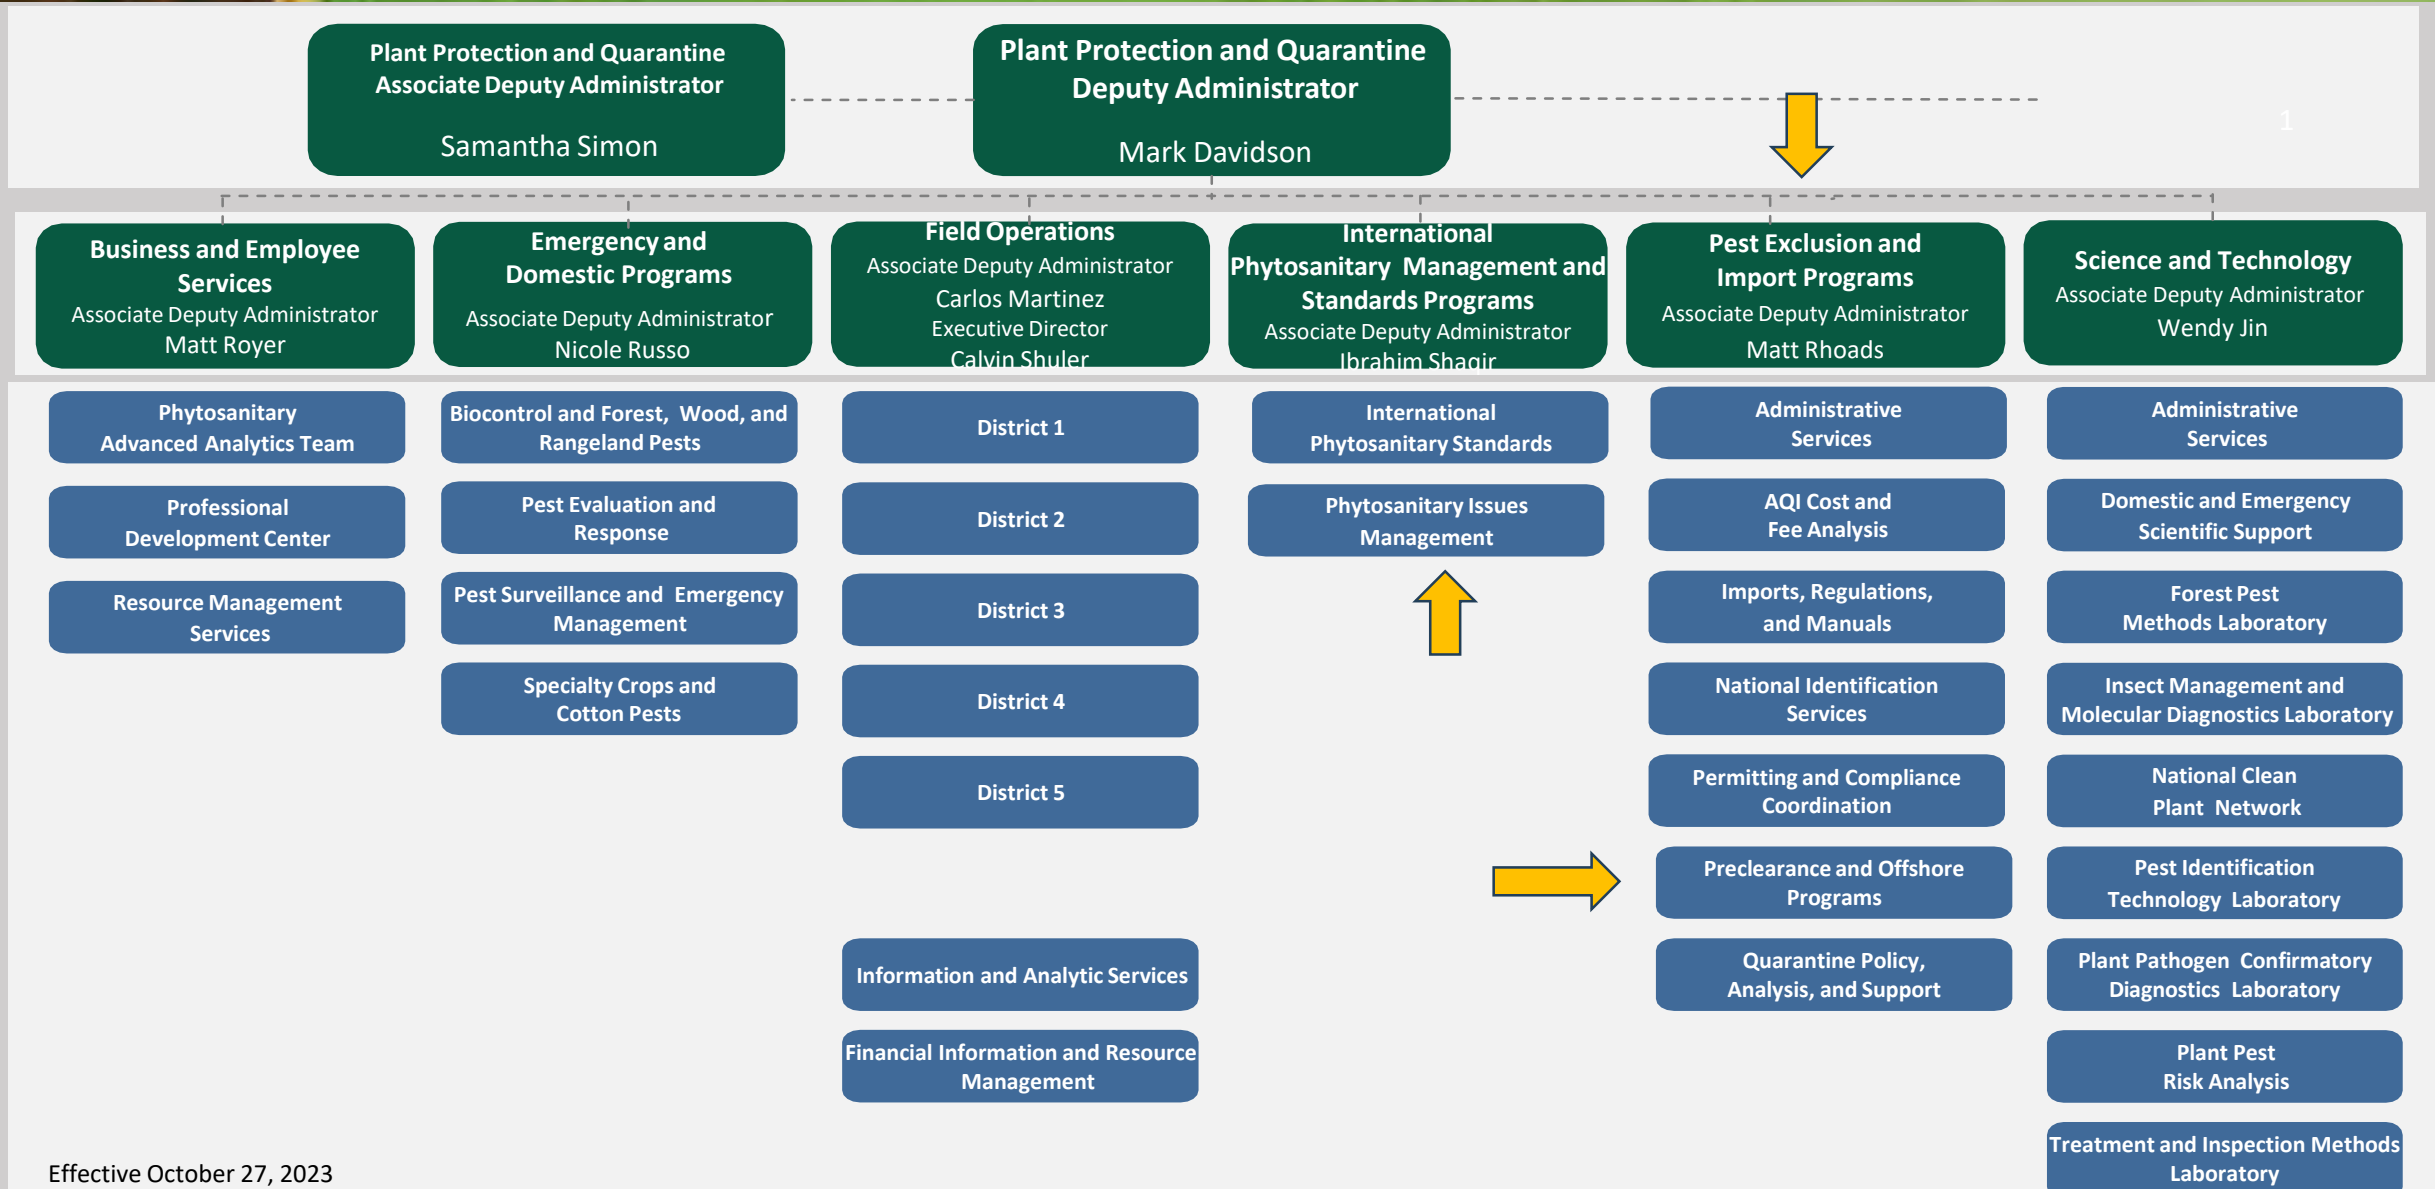 Plant Protection and Quarantine
Associate Deputy Administrator
Samantha Simon
Plant Protection and Quarantine
Deputy Administrator
Mark Davidson
1
Business and Employee
Services
Associate Deputy Administrator
Matt Royer
Emergency and
Domestic Programs
Associate Deputy Administrator
Nicole Russo
Field Operations
Associate Deputy Administrator
Carlos Martinez
Executive Director
Calvin Shuler
International
Phytosanitary Management and
Standards Programs
Associate Deputy Administrator
Ibrahim Shaqir
Pest Exclusion and
Import Programs
Associate Deputy Administrator
Matt Rhoads
Science and Technology
Associate Deputy Administrator
Wendy Jin
Phytosanitary
Advanced Analytics Team
Professional
Development Center
Resource Management
Services
Biocontrol and Forest, Wood, and
Rangeland Pests
Pest Evaluation and
Response
Pest Surveillance and Emergency
Management
Specialty Crops and
Cotton Pests
District 1
District 2
District 3
District 4
District 5
Information and Analytic Services
Financial Information and Resource
Management
International
Phytosanitary Standards
Phytosanitary Issues
Management
Administrative
Services
AQI Cost and
Fee Analysis
Imports, Regulations,
and Manuals
National Identification
Services
Permitting and Compliance
Coordination
Preclearance and Offshore
Programs
Quarantine Policy,
Analysis, and Support
Administrative
Services
Domestic and Emergency
Scientific Support
Forest Pest
Methods Laboratory
Insect Management and
Molecular Diagnostics Laboratory
National Clean
Plant Network
Pest Identification
Technology Laboratory
Plant Pathogen Confirmatory
Diagnostics Laboratory
Plant Pest
Risk Analysis
Treatment and Inspection Methods
Laboratory
Effective October 27, 2023